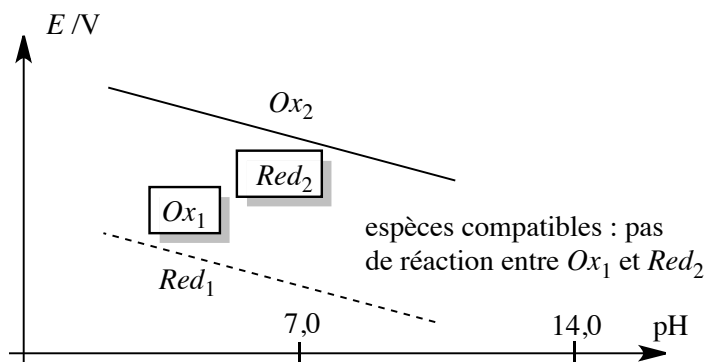 E /V
Ox2
Red2
Ox1
espèces compatibles : pas
de réaction entre Ox1 et Red2
Red1
7,0
14,0
pH